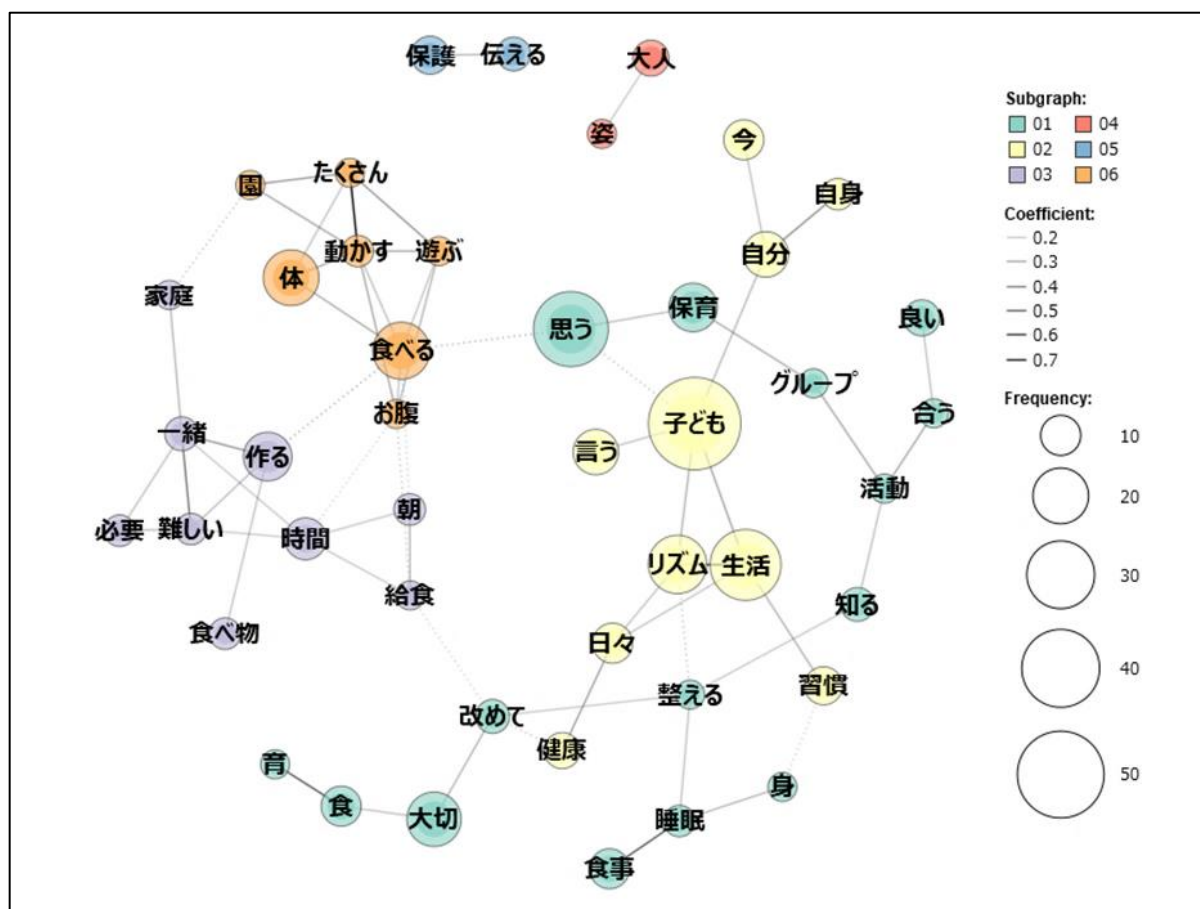 保護
伝える
大人
姿
今
自身
自分
園
たくさん
動かす
遊ぶ
体
家庭
食べる
思う
保育
良い
グループ
合う
お腹
子ども
言う
一緒
作る
活動
必要
難しい
時間
朝
リズム
生活
給食
知る
食べ物
日々
習慣
整える
改めて
健康
育
食
大切
身
睡眠
食事
Subgraph:
01 04
02 05
03 06
Coefficient:
0.2
0.3
0.4
0.5
0.6
0.7
Frequency:
10
20
30
40
50